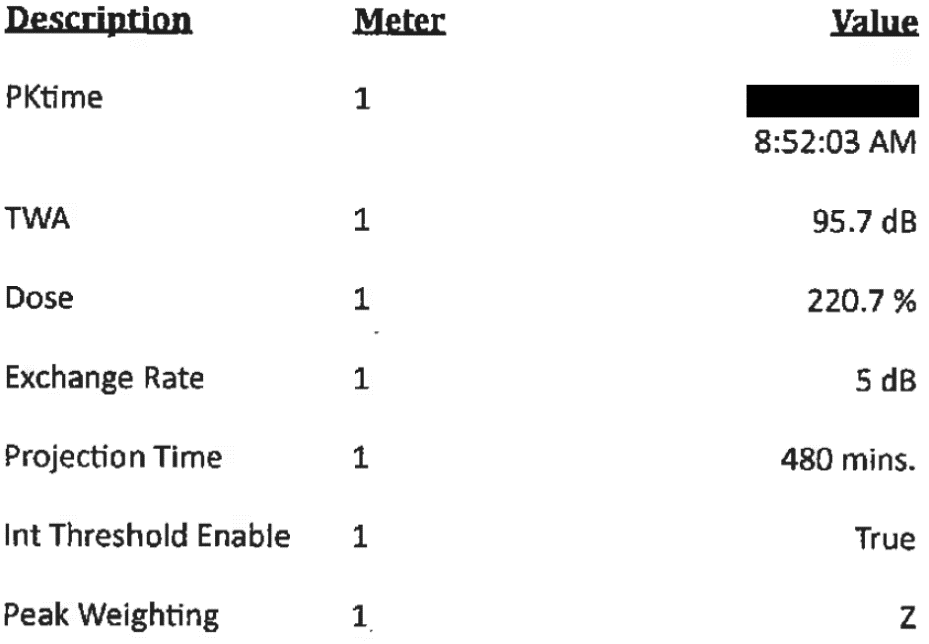 Description Meter Value
PKtime 1
8:52:03 AM
TWA 1 95.7 dB
Dose 1 220.7 %
Exchange Rate 1 5 dB
Projection Time 1 480 mins.
Int Threshold Enable 1 True
Peak Weighting 1 Z